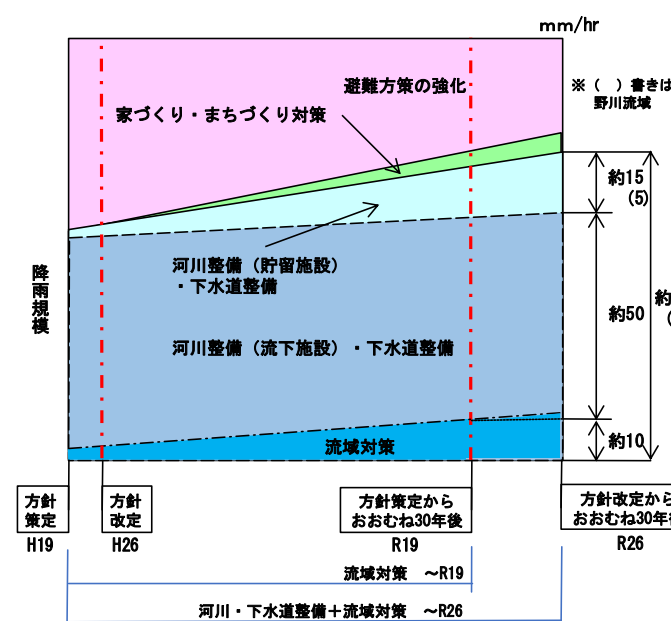 mm/hr
避難方策の強化
※（　）書きは
野川流域
家づくり・まちづくり対策
約15
(5)
河川整備（貯留施設）
・下水道整備
降雨規模
約
(
約50
河川整備（流下施設）・下水道整備
流域対策
約10
方針
策定
方針
改定
方針策定から
おおむね30年後
方針改定から
おおむね30年後
H19
H26
R19
R26
流域対策　～R19
河川・下水道整備＋流域対策　～R26